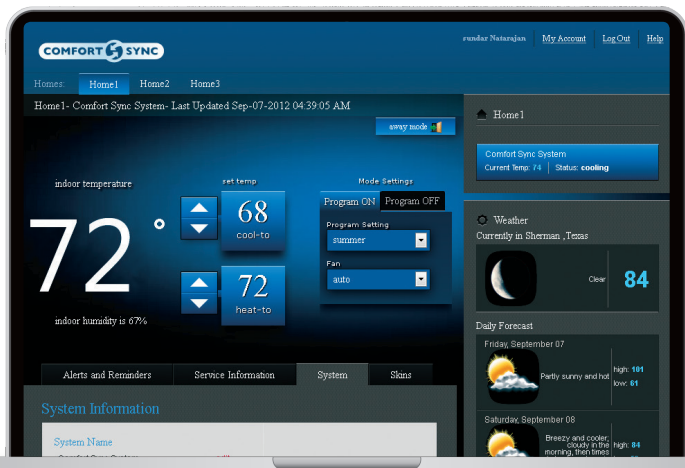 COMFORT SYNC
sundar Natarajan My Account Log Out Help
Homes: Home1 Home2 Home3
Home1- Comfort Sync System- Last Updated Sep-07-2012 04:39:05 AM
away mode
indoor temperature
72°
indoor humidity is 67%
set temp
68
cool-to
72
heat-to
Mode Settings
Program ON Program OFF
Program Setting
summer
Fan
auto
Home1
Comfort Sync System
Current Temp: 74 Status: cooling
Weather
Currently in Sherman ,Texas
Clear 84
Daily Forecast
Friday, September 07
Partly sunny and hot
high: 101
low: 61
Saturday, September 08
Breezy and cooler;
cloudy in the
morning, then times
high: 84
Alerts and Reminders Service Information System Skins
System Information
System Name